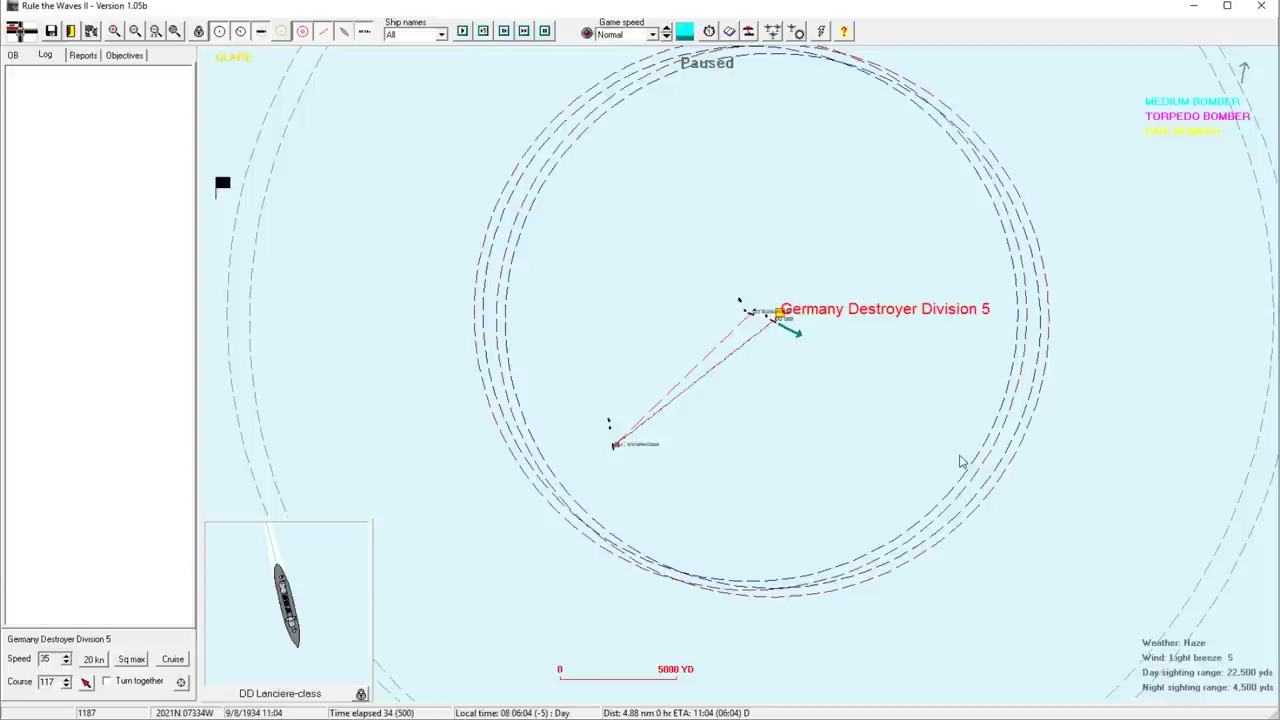 Rule the Waves II - Version 1.05b
Ship names
All
Game speed
Normal
OB
Log
Reports
Objectives
GLARE
Paused
MEDIUM BOMBER
TORPEDO BOMBER
DIVE BOMBER
Germany Destroyer Division 5
Germany Destroyer Division 5
Speed 35 20 kn Sq max Cruise
Course 117 Turn together
DD Lanciere-class
0 5000 YD
Weather: Haze
Wind: Light breeze S
Day sighting range: 22,500 yds
Night sighting range: 4,500 yds
1187 2021N 07334W 9/8/1934 11:04 Time elapsed 34 (500) Local time: 08 06:04 (-5) : Day Dist: 4.88 nm 0 hr ETA: 11:04 (06:04) D